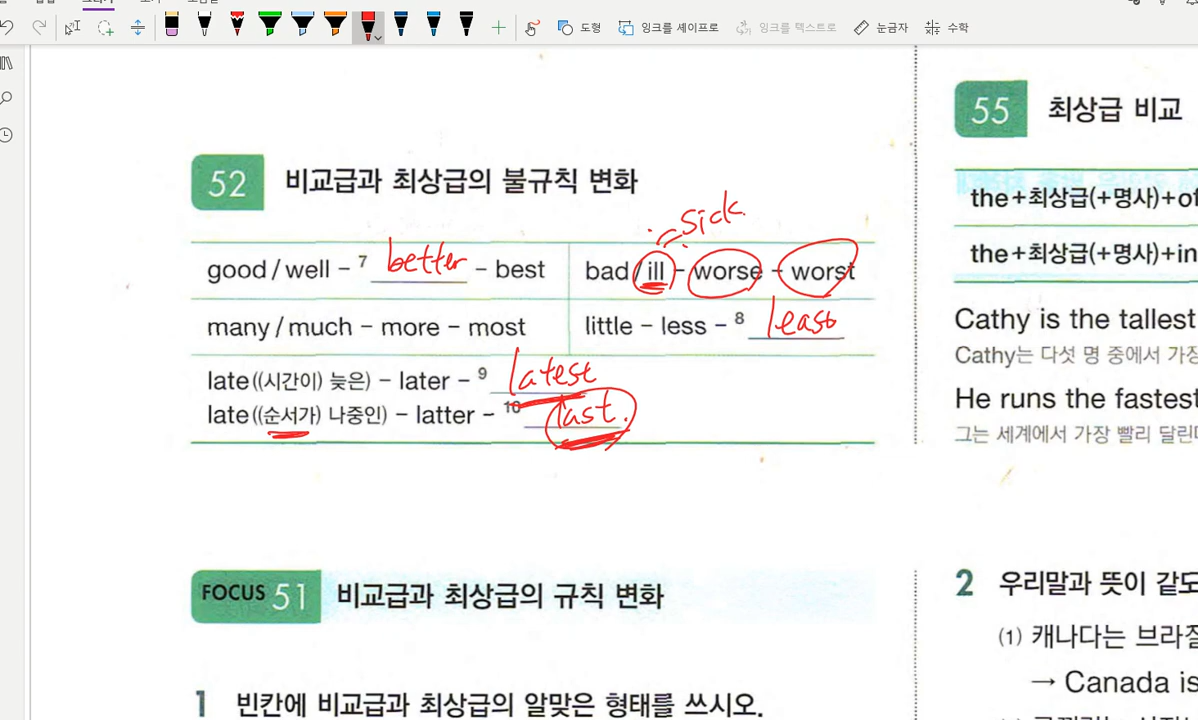 도형
잉크를 셰이프로
잉크를 텍스트로
눈금자
수학
52 비교급과 최상급의 불규칙 변화
sick
good / well – 7 better – best
bad / ill – worse – worst
many / much – more – most
little – less – 8 least
late ((시간이) 늦은) – later – 9 latest
late ((순서가) 나중인) – latter – 10 last.
FOCUS 51 비교급과 최상급의 규칙 변화
1 빈칸에 비교급과 최상급의 알맞은 형태를 쓰시오.
55 최상급 비교
the+최상급(+명사)+of
the+최상급(+명사)+in
Cathy is the tallest
Cathy는 다섯 명 중에서 가장
He runs the fastest
그는 세계에서 가장 빨리 달린다
2 우리말과 뜻이 같도
(1) 캐나다는 브라질
→ Canada is